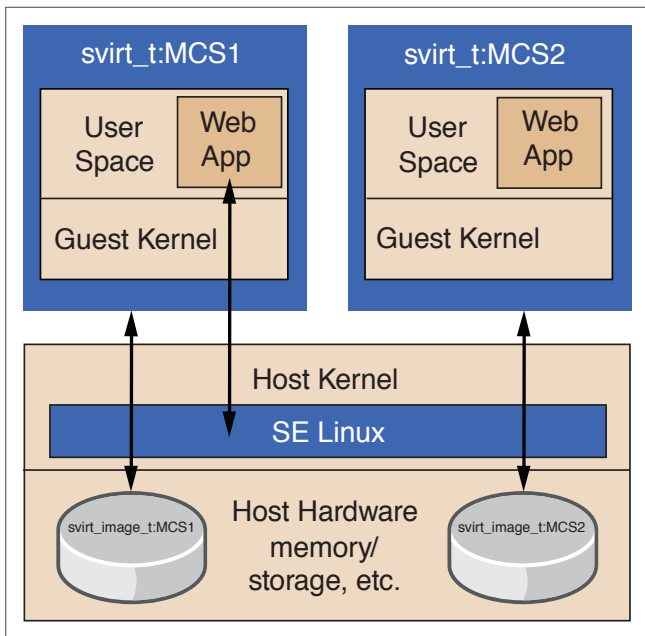 svirt_t:MCS1
User
Space
Web
App
Guest Kernel
svirt_t:MCS2
User
Space
Web
App
Guest Kernel
Host Kernel
SE Linux
svirt_image_t:MCS1
Host Hardware
memory/
storage, etc.
svirt_image_t:MCS2